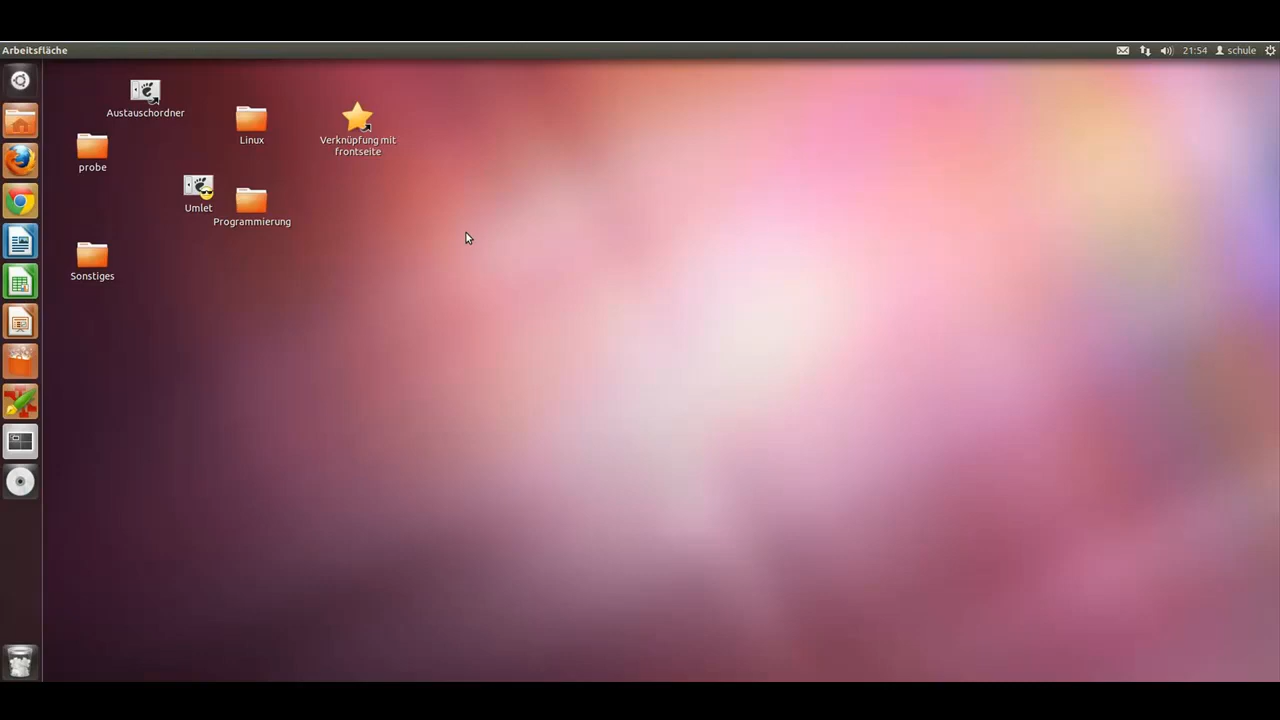 Arbeitsfläche
21:54
schule
Austauschordner
Linux
Verknüpfung mit
frontseite
probe
Umlet
Programmierung
Sonstiges